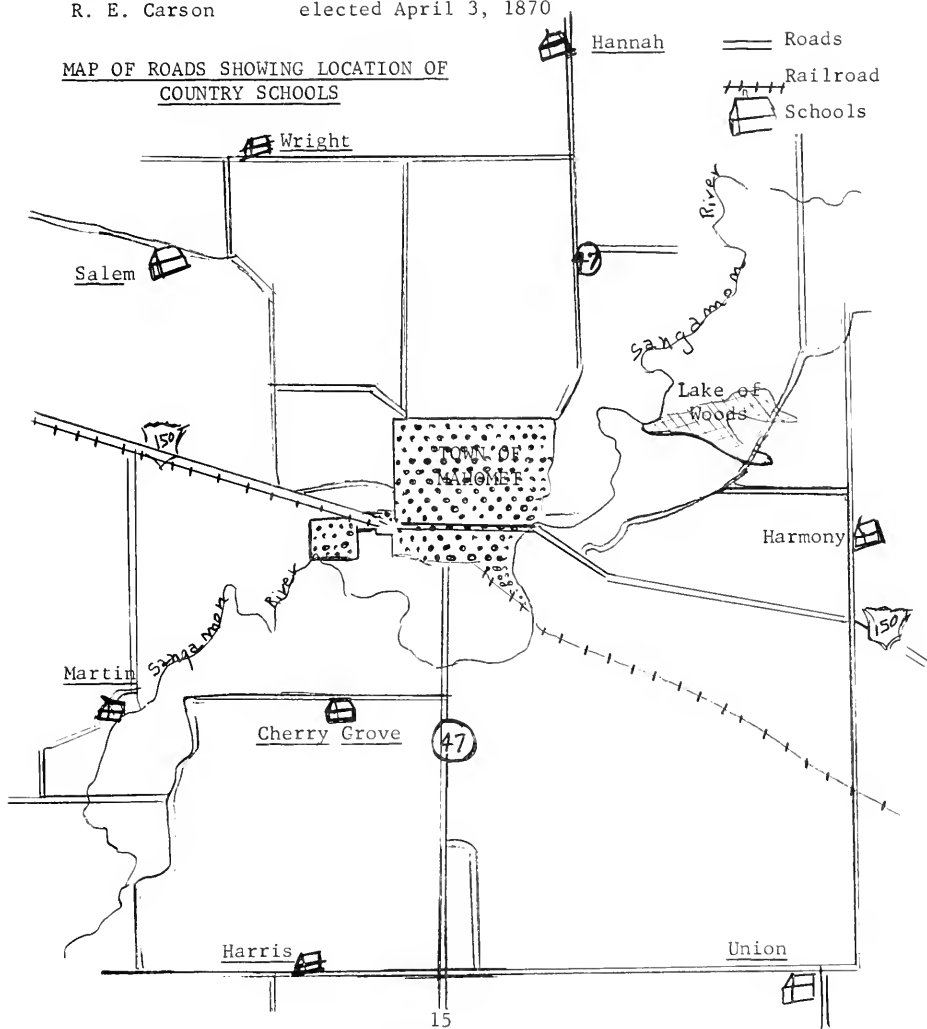 R. E. Carson elected April 3, 1870
MAP OF ROADS SHOWING LOCATION OF
COUNTRY SCHOOLS
Roads
Railroad
Schools
Hannah
Wright
Salem
47
Sangamon River
Lake of
Woods
150
TOWN OF
MAHOMET
Harmony
150
Sangamon River
Martin
Cherry Grove
47
Harris
Union
15